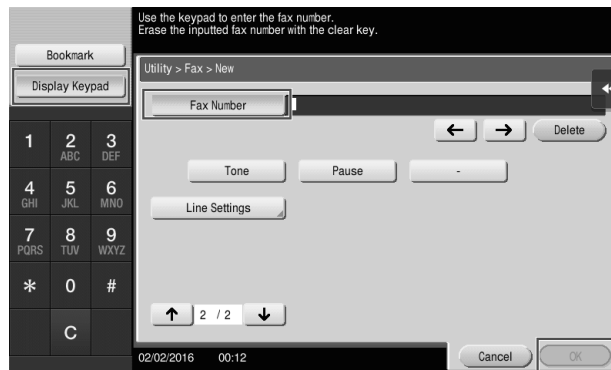 Use the keypad to enter the fax number.
Erase the inputted fax number with the clear key.
Bookmark
Display Keypad
Utility > Fax > New
Fax Number
← → Delete
1 2 ABC 3 DEF
4 GHI 5 JKL 6 MNO
7 PQRS 8 TUV 9 WXYZ
* 0 #
C
Tone Pause -
Line Settings
↑ 2 / 2 ↓
02/02/2016 00:12
Cancel OK